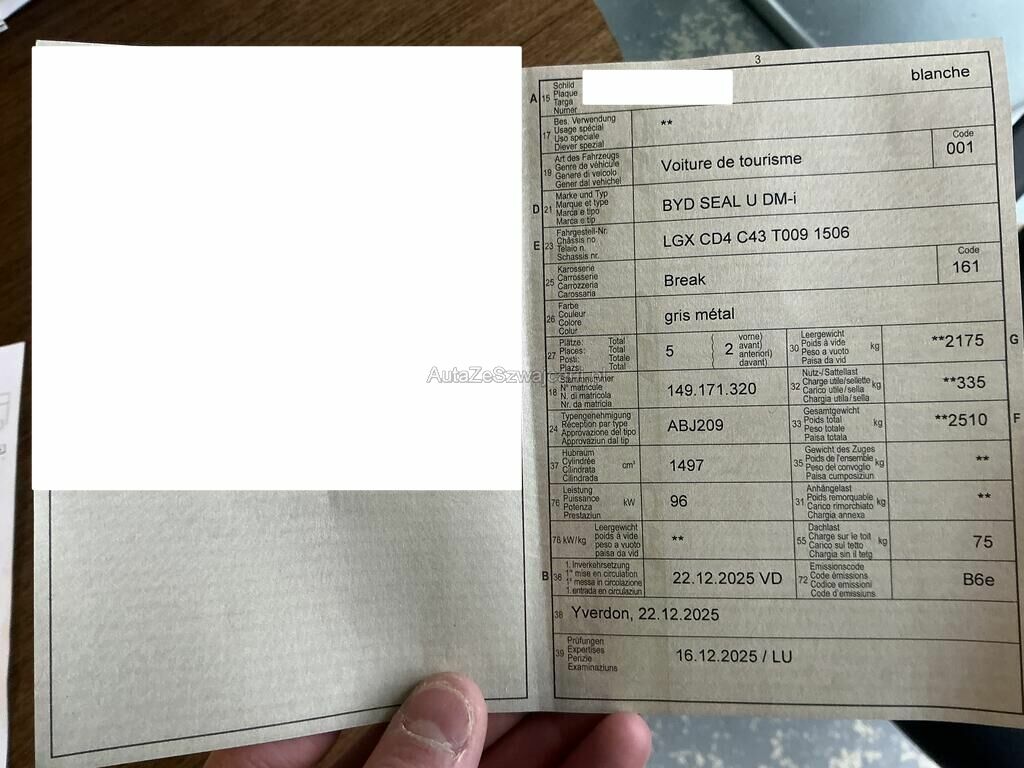 3
A 15 Schild
Plaque
Targa
Numer
blanche
17 Bes. Verwendung
Usage spécial
Uso speciale
Diever spezial
**
19 Art des Fahrzeugs
Genre de véhicule
Genere di veicolo
Gener dal vehichel
Voiture de tourisme
Code
001
D 21 Marke und Typ
Marque et type
Marca e tipo
Marca e tip
BYD SEAL U DM-i
E 23 Fahrgestell-Nr.
Châssis no
Telaio n.
Schassis nr.
LGX CD4 C43 T009 1506
25 Karosserie
Carrosserie
Carrozzeria
Carossaria
Break
Code
161
26 Farbe
Couleur
Colore
Colur
gris métal
27 Plätze: Total
Places: Total
Posti: Totale
Plazs: Total
5
2
vorne)
avant)
anteriori)
davant)
30 Leergewicht
Poids à vide
Peso a vuoto
Paisa da vid
kg
**2175
G
AutaZeSzwajcarii.pl
18 Stammnummer
N° matricule
N. di matricola
Nr. da matricla
149.171.320
32 Nutz-/Sattellast
Charge utile/sellette
Carico utile/sella
Chargia utila/sella
kg
**335
24 Typengenehmigung
Réception par type
Approvazione del tipo
Approvaziun dal tip
ABJ209
33 Gesamtgewicht
Poids total
Peso totale
Paisa totala
kg
**2510
F
37 Hubraum
Cylindrée
Cilindrata
Cilindrada
cm³
1497
35 Gewicht des Zuges
Poids de l'ensemble
Peso del convoglio
Paisa cumposiziun
kg
**
76 Leistung
Puissance
Potenza
Prestaziun
kW
96
31 Anhängelast
Poids remorquable
Carico rimorchiato
Chargia annexa
kg
**
78 kW/kg
Leergewicht
poids à vide
peso a vuoto
paisa da vid
**
55 Dachlast
Charge sur le toit
Carico sul tetto
Chargia sin il tetg
kg
75
B 36 1. Inverkehrsetzung
1re mise en circulation
1a messa in circolazione
1. entrada en circulaziun
22.12.2025 VD
72 Emissionscode
Code émissions
Codice emissioni
Code d'emissiuns
B6e
38 Yverdon, 22.12.2025
39 Prüfungen
Expertises
Perizie
Examinaziuns
16.12.2025 / LU